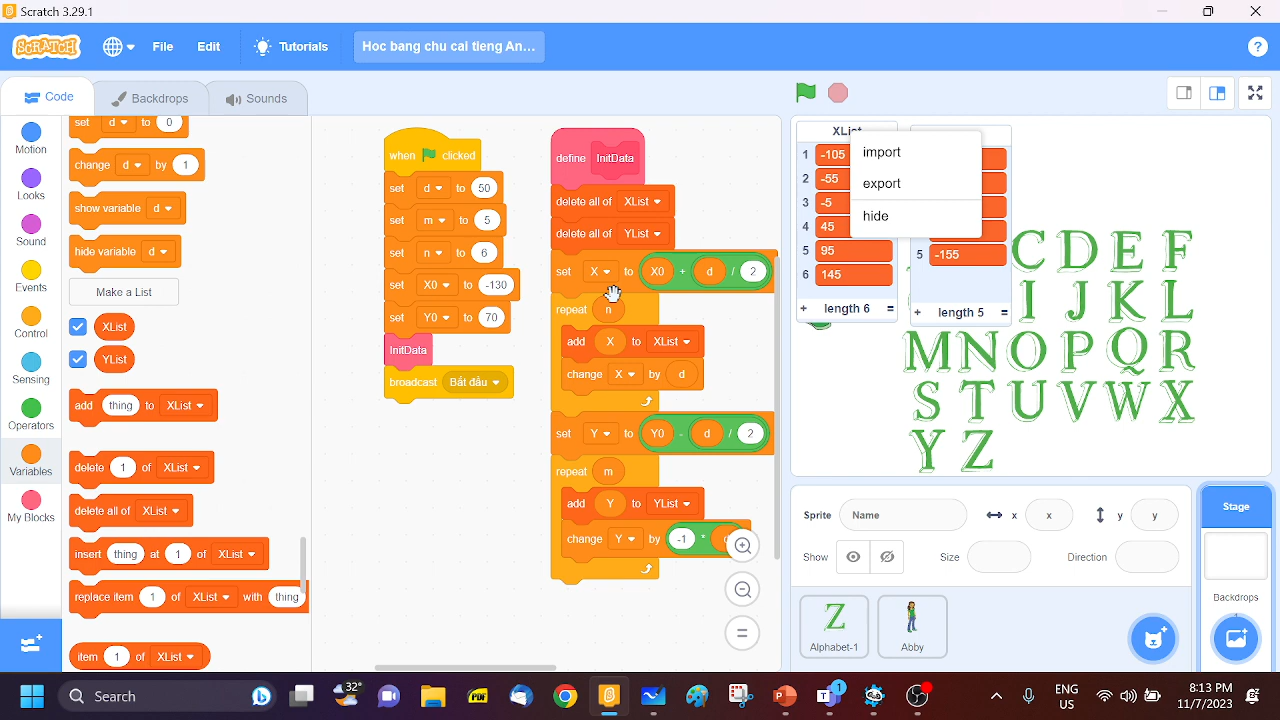 Scratch 3.29.1
SCRATCH File Edit Tutorials Hoc bang chu cai tieng An...
Code Backdrops Sounds
Motion
Looks
Sound
Events
Control
Sensing
Operators
Variables
My Blocks
set d to 0
change d by 1
show variable d
hide variable d
Make a List
XList
YList
add thing to XList
delete 1 of XList
delete all of XList
insert thing at 1 of XList
replace item 1 of XList with thing
item 1 of XList
when clicked
set d to 50
set m to 5
set n to 6
set X0 to -130
set Y0 to 70
InitData
broadcast Bắt đầu
define InitData
delete all of XList
delete all of YList
set X to X0 + d / 2
repeat n
add X to XList
change X by d
set Y to Y0 - d / 2
repeat m
add Y to YList
change Y by -1 *
XList
1 -105
2 -55
3 -5
4 45
5 95
6 145
+ length 6 =
import
export
hide
5 -155
+ length 5 =
C D E F
I J K L
M N O P Q R
S T U V W X
Y Z
Sprite Name x x y y
Show Size Direction
Z
Alphabet-1
Abby
Stage
Backdrops
1
Search
32°
PDF
1
ENG
US
8:13 PM
11/7/2023